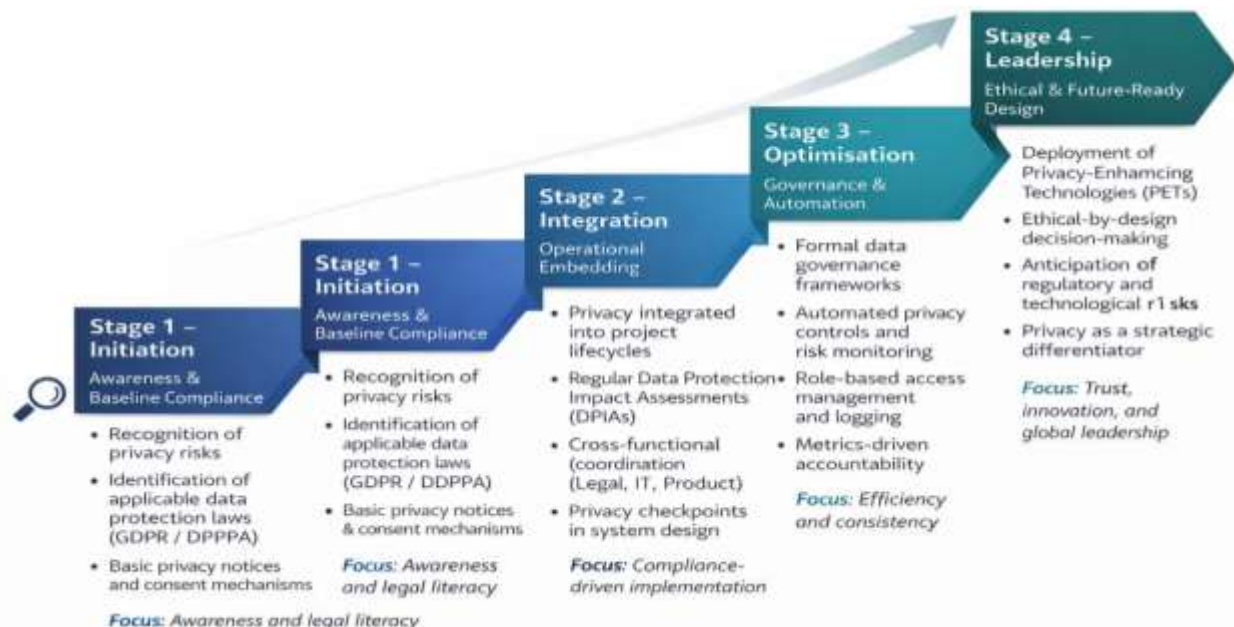 Stage 1 –
Initiation
Awareness &
Baseline Compliance
• Recognition of
privacy risks
• Identification of
applicable data
protection laws
(GDPR / DPPPA)
• Basic privacy notices
and consent mechanisms
Focus: Awareness and legal literacy
Stage 1 –
Initiation
Awareness &
Baseline Compliance
• Recognition of
privacy risks
• Identification of
applicable data
protection laws
(GDPR / DDPPA)
• Basic privacy notices
& consent mechanisms
Focus: Awareness
and legal literacy
Stage 2 –
Integration
Operational
Embedding
• Privacy integrated
into project
lifecycles
• Regular Data Protection
Impact Assessments
(DPIAs)
• Cross-functional
(coordination
(Legal, IT, Product)
• Privacy checkpoints
in system design
Focus: Compliance-
driven implementation
Stage 3 –
Optimisation
Governance &
Automation
• Formal data
governance
frameworks
• Automated privacy
controls and
risk monitoring
• Role-based access
management
and logging
• Metrics-driven
accountability
Focus: Efficiency
and consistency
Stage 4 –
Leadership
Ethical & Future-Ready
Design
Deployment of
Privacy-Enhamcing
Technologies (PETs)
• Ethical-by-design
decision-making
• Anticipation of
regulatory and
technological r1 sks
• Privacy as a strategic
differentiator
Focus: Trust,
innovation, and
global leadership